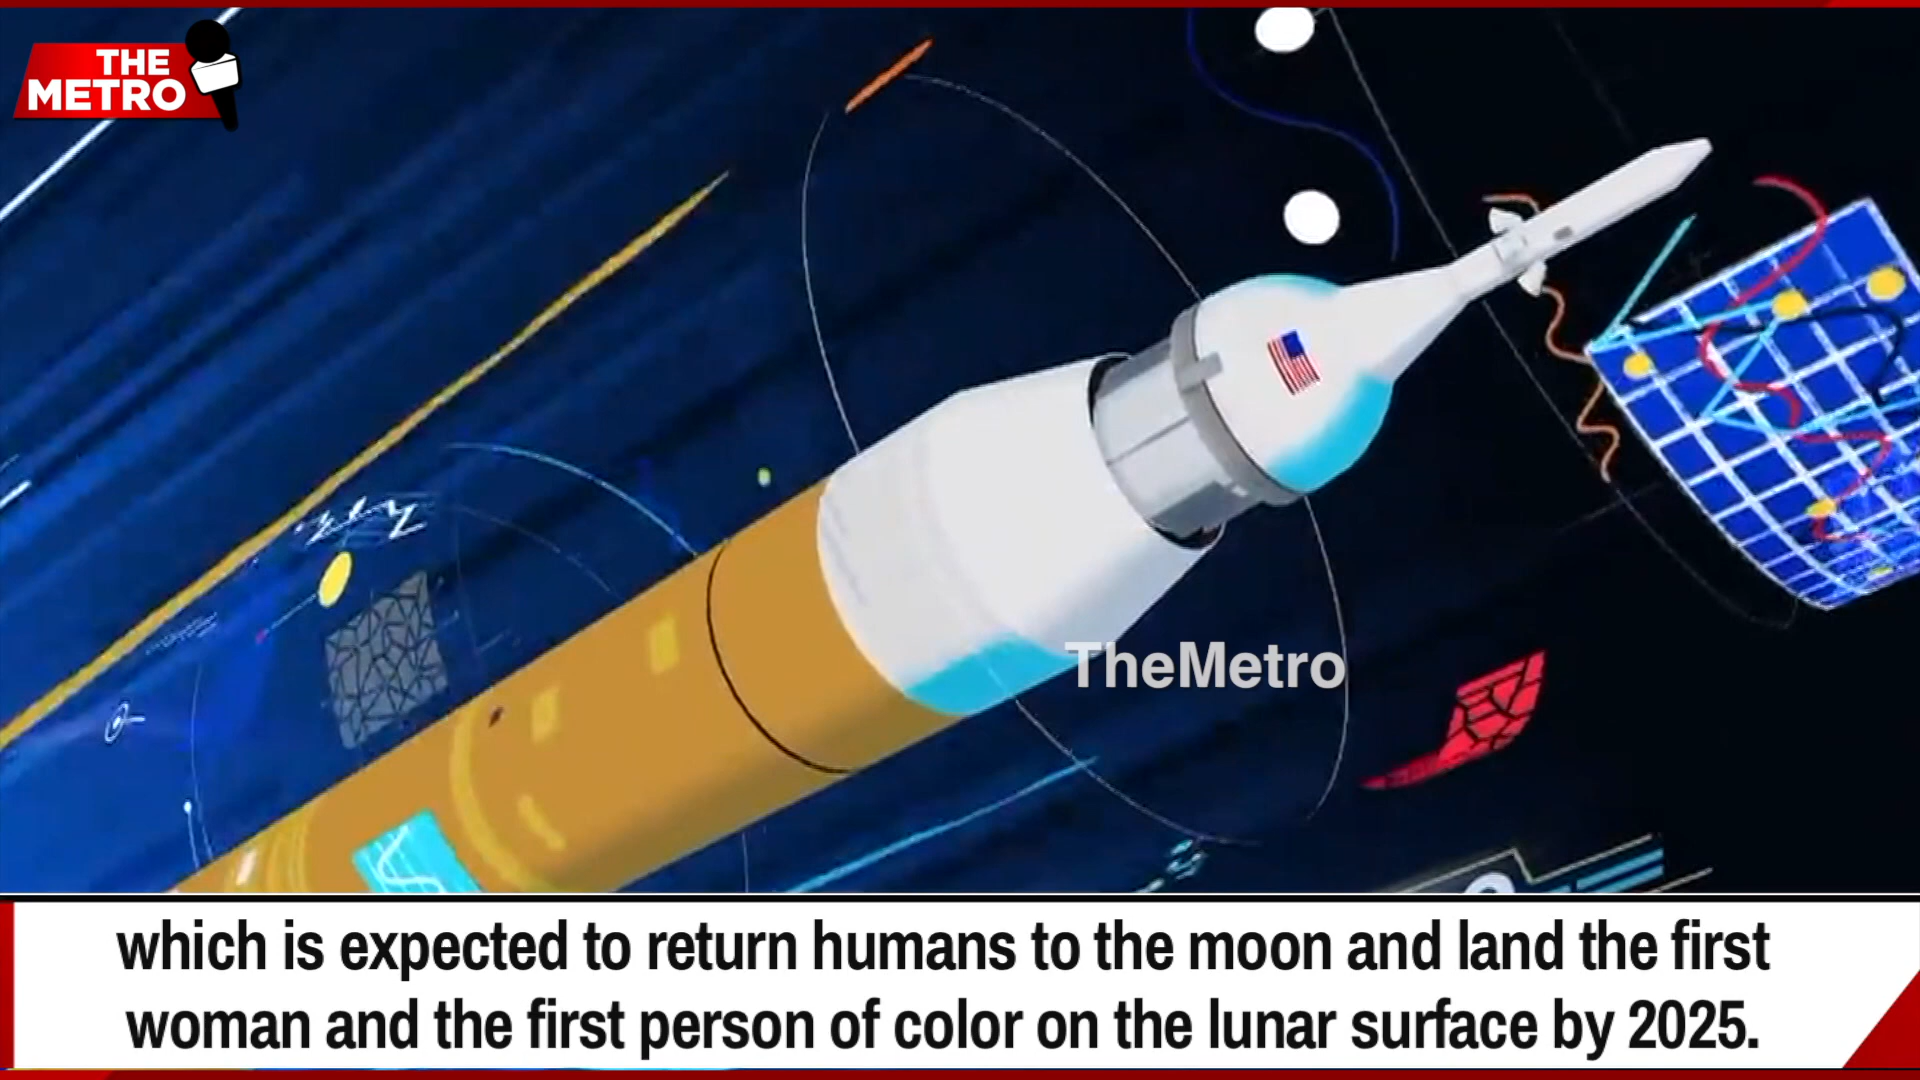 THE
METRO
TheMetro
which is expected to return humans to the moon and land the first
woman and the first person of color on the lunar surface by 2025.